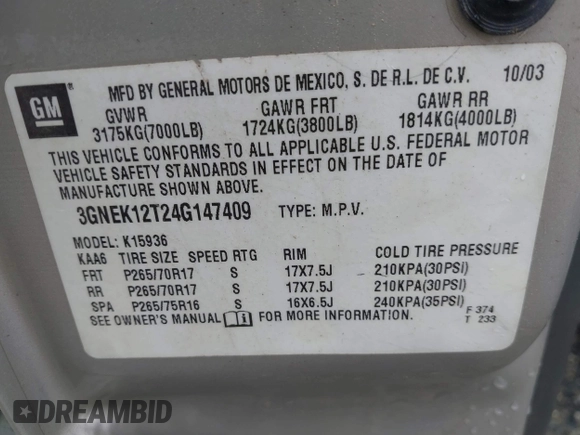 GM
MFD BY GENERAL MOTORS DE MEXICO, S. DE R.L. DE C.V. 10/03
GVWR GAWR FRT GAWR RR
3175KG(7000LB) 1724KG(3800LB) 1814KG(4000LB)
THIS VEHICLE CONFORMS TO ALL APPLICABLE U.S. FEDERAL MOTOR
VEHICLE SAFETY STANDARDS IN EFFECT ON THE DATE OF
MANUFACTURE SHOWN ABOVE.
3GNEK12T24G147409 TYPE: M.P.V.
MODEL: K15936
KAA6 TIRE SIZE SPEED RTG RIM COLD TIRE PRESSURE
FRT P265/70R17 S 17X7.5J 210KPA(30PSI)
RR P265/70R17 S 17X7.5J 210KPA(30PSI)
SPA P265/75R16 S 16X6.5J 240KPA(35PSI)
SEE OWNER'S MANUAL FOR MORE INFORMATION.
F 374
T 233
DREAMBID